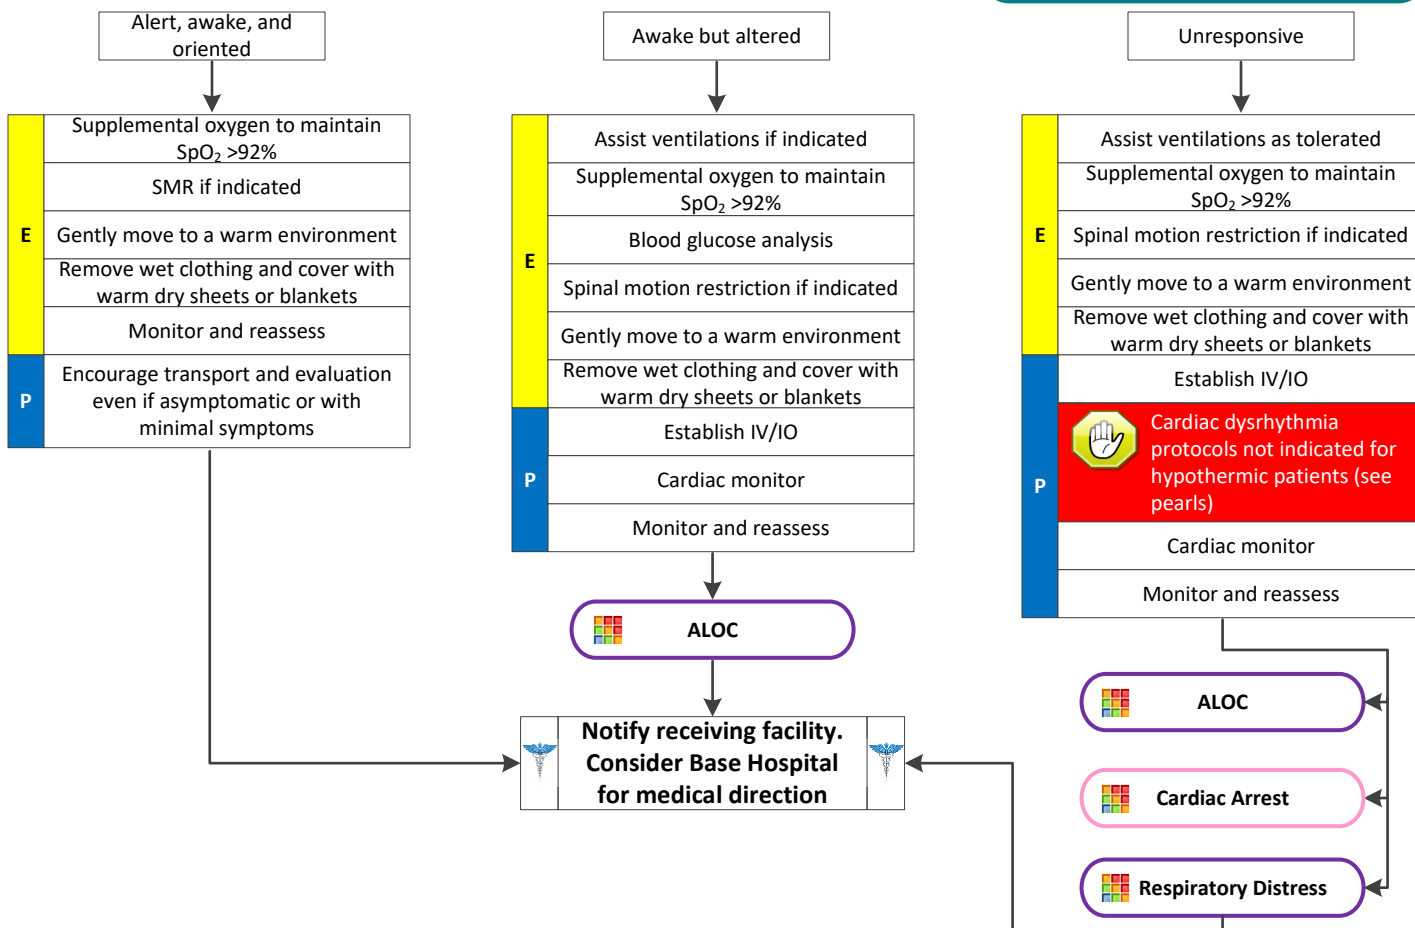 Alert, awake, and
oriented
E
Supplemental oxygen to maintain
SpO₂ >92%
SMR if indicated
Gently move to a warm environment
Remove wet clothing and cover with
warm dry sheets or blankets
Monitor and reassess
P
Encourage transport and evaluation
even if asymptomatic or with
minimal symptoms
Awake but altered
E
Assist ventilations if indicated
Supplemental oxygen to maintain
SpO₂ >92%
Blood glucose analysis
Spinal motion restriction if indicated
Gently move to a warm environment
Remove wet clothing and cover with
warm dry sheets or blankets
P
Establish IV/IO
Cardiac monitor
Monitor and reassess
ALOC
Notify receiving facility.
Consider Base Hospital
for medical direction
Unresponsive
E
Assist ventilations as tolerated
Supplemental oxygen to maintain
SpO₂ >92%
Spinal motion restriction if indicated
Gently move to a warm environment
Remove wet clothing and cover with
warm dry sheets or blankets
P
Establish IV/IO
Cardiac dysrhythmia
protocols not indicated for
hypothermic patients (see
pearls)
Cardiac monitor
Monitor and reassess
ALOC
Cardiac Arrest
Respiratory Distress